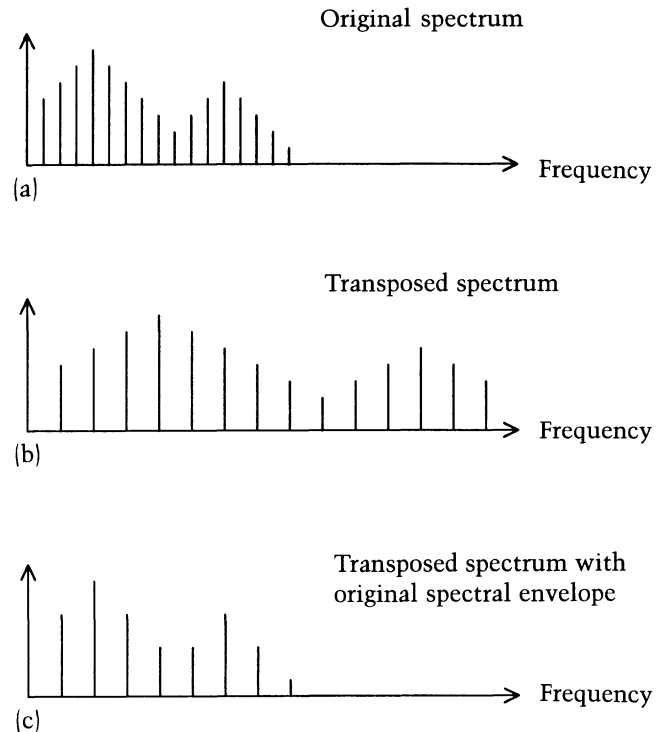 Original spectrum
Frequency
(a)
Transposed spectrum
Frequency
(b)
Transposed spectrum with
original spectral envelope
Frequency
(c)